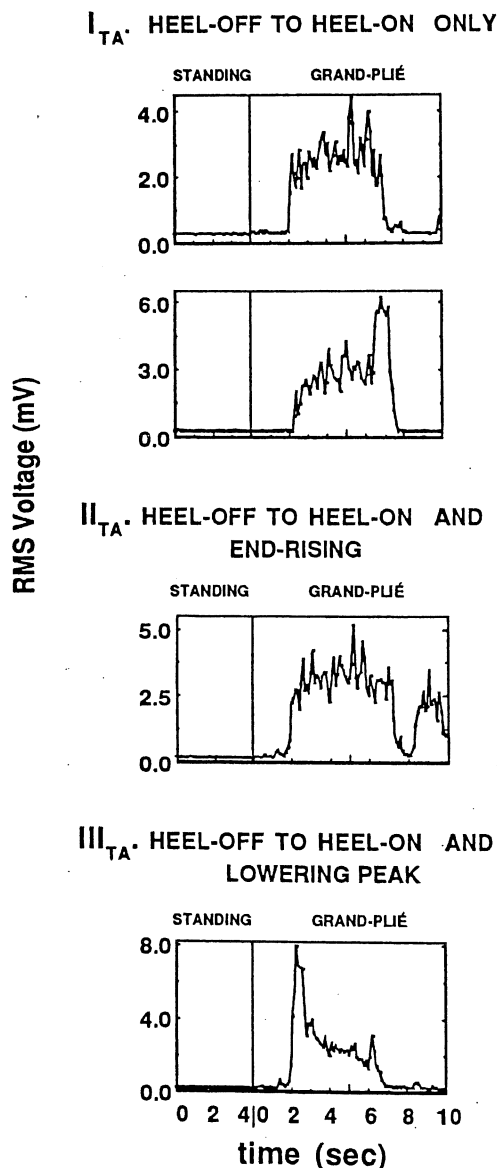 I TA. HEEL-OFF TO HEEL-ON ONLY
STANDING GRAND-PLIÉ
4.0
2.0
0.0
6.0
3.0
0.0
RMS Voltage (mV)
II TA. HEEL-OFF TO HEEL-ON AND
END-RISING
STANDING GRAND-PLIÉ
5.0
2.5
0.0
III TA. HEEL-OFF TO HEEL-ON AND
LOWERING PEAK
STANDING GRAND-PLIÉ
8.0
4.0
0.0
0 2 4|0 2 4 6 8 10
time (sec)